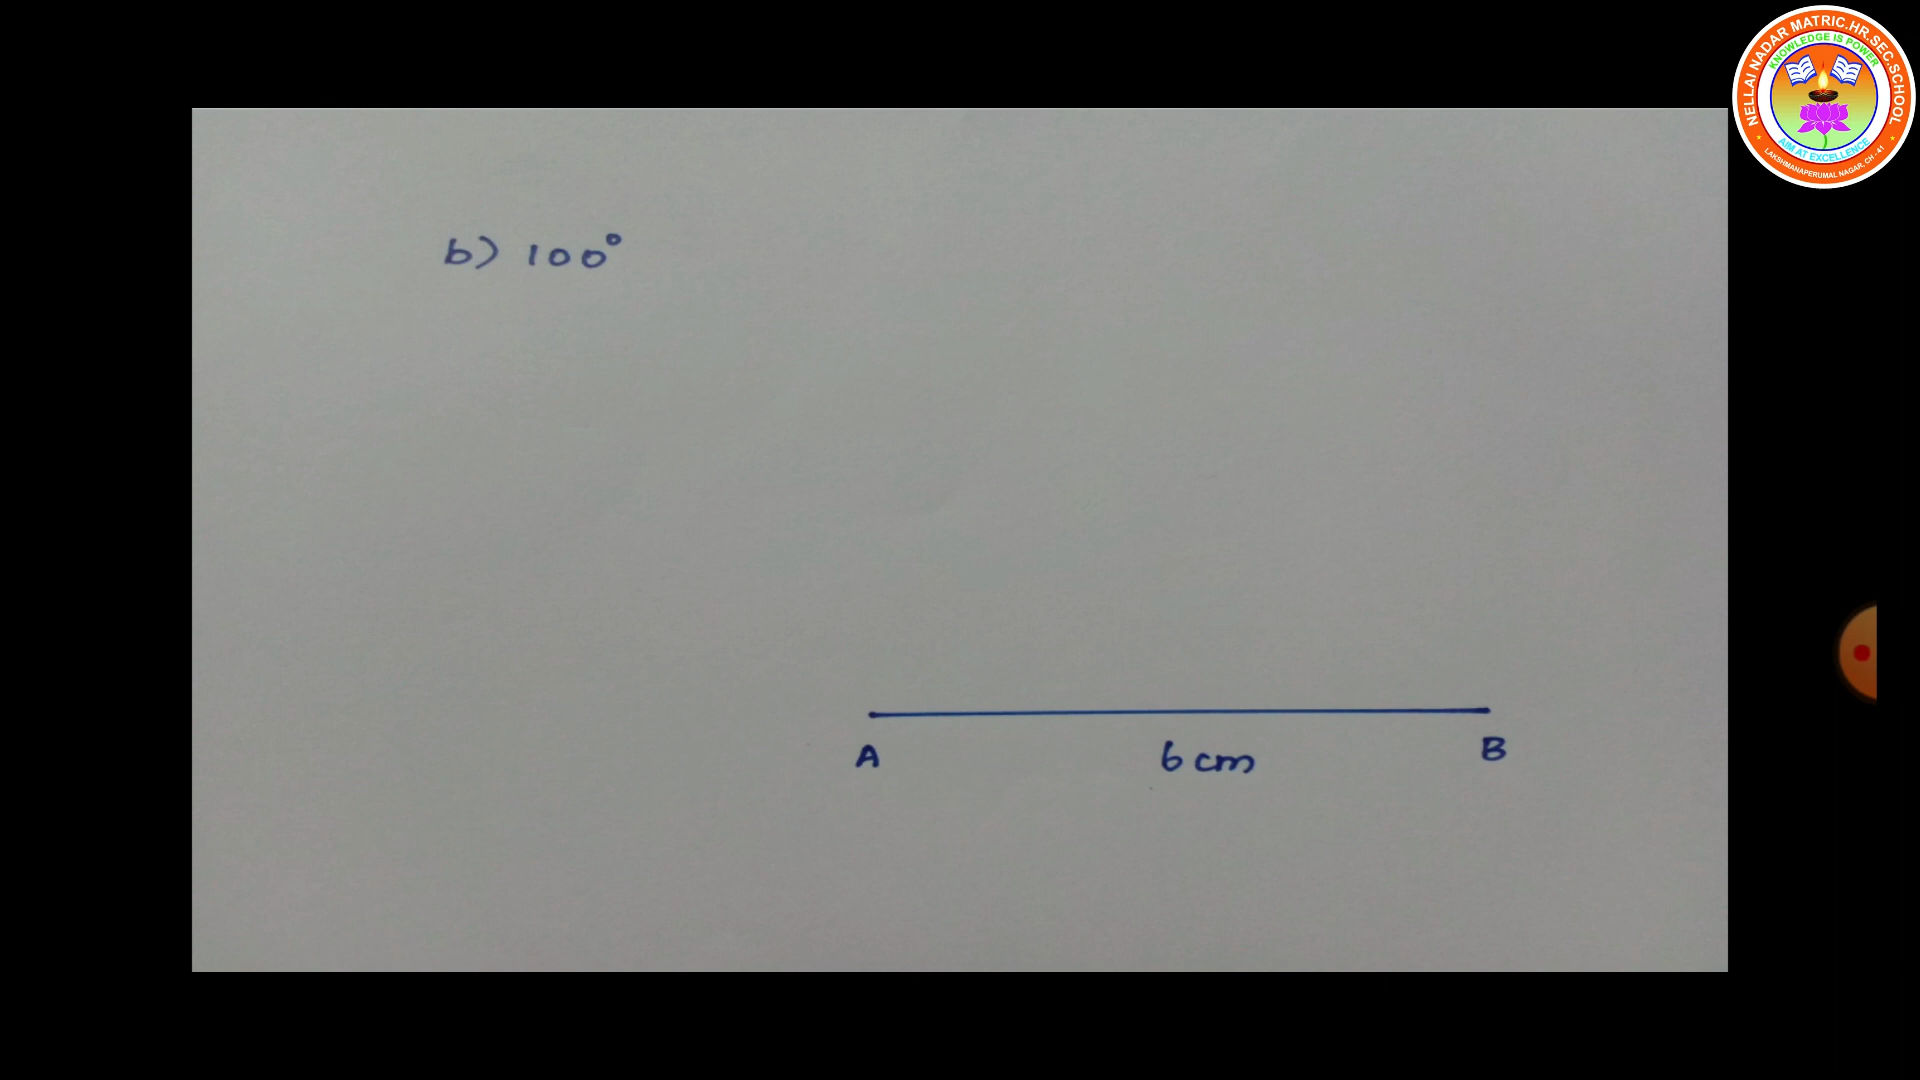 NELLAI NADAR MATRIC.HR.SEC.SCHOOL
KNOWLEDGE IS POWER
AIM AT EXCELLENCE
LAKSHMANAPERUMAL NAGAR, CH - 41
b) 100°
A 6 cm B